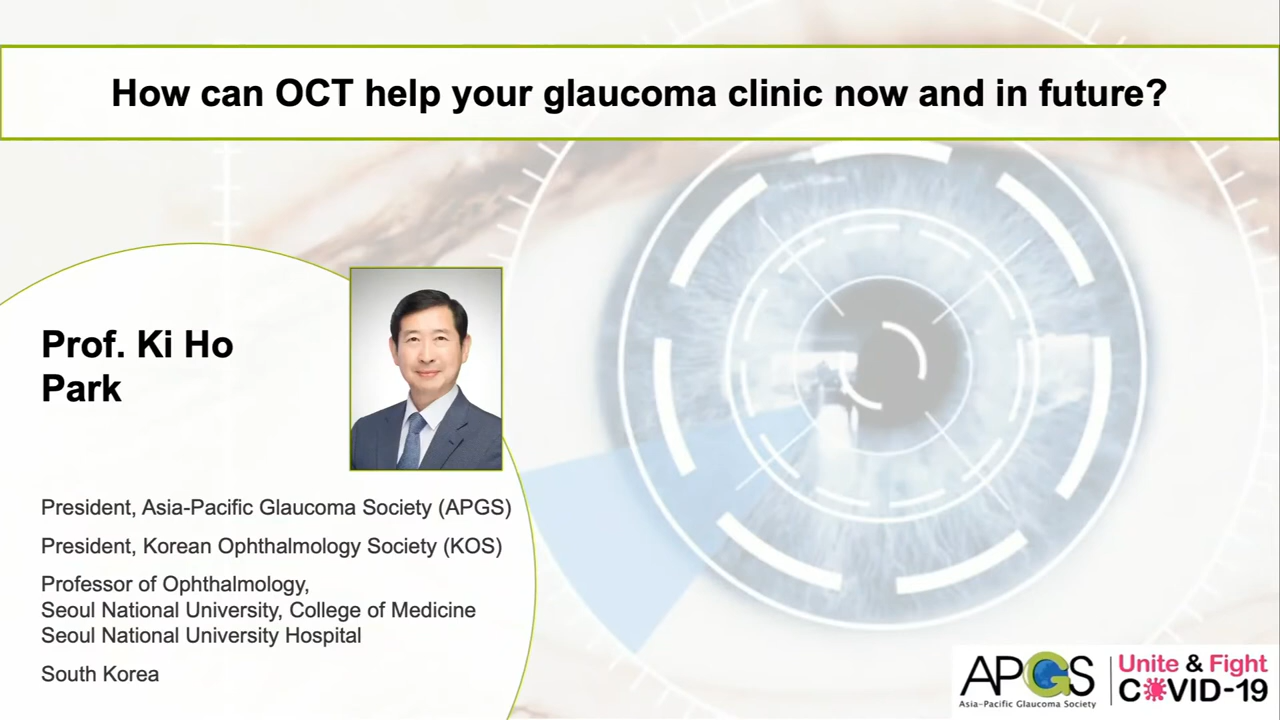 How can OCT help your glaucoma clinic now and in future?
Prof. Ki Ho
Park
President, Asia-Pacific Glaucoma Society (APGS)
President, Korean Ophthalmology Society (KOS)
Professor of Ophthalmology,
Seoul National University, College of Medicine
Seoul National University Hospital
South Korea
APGS
Asia-Pacific Glaucoma Society
Unite & Fight
COVID-19